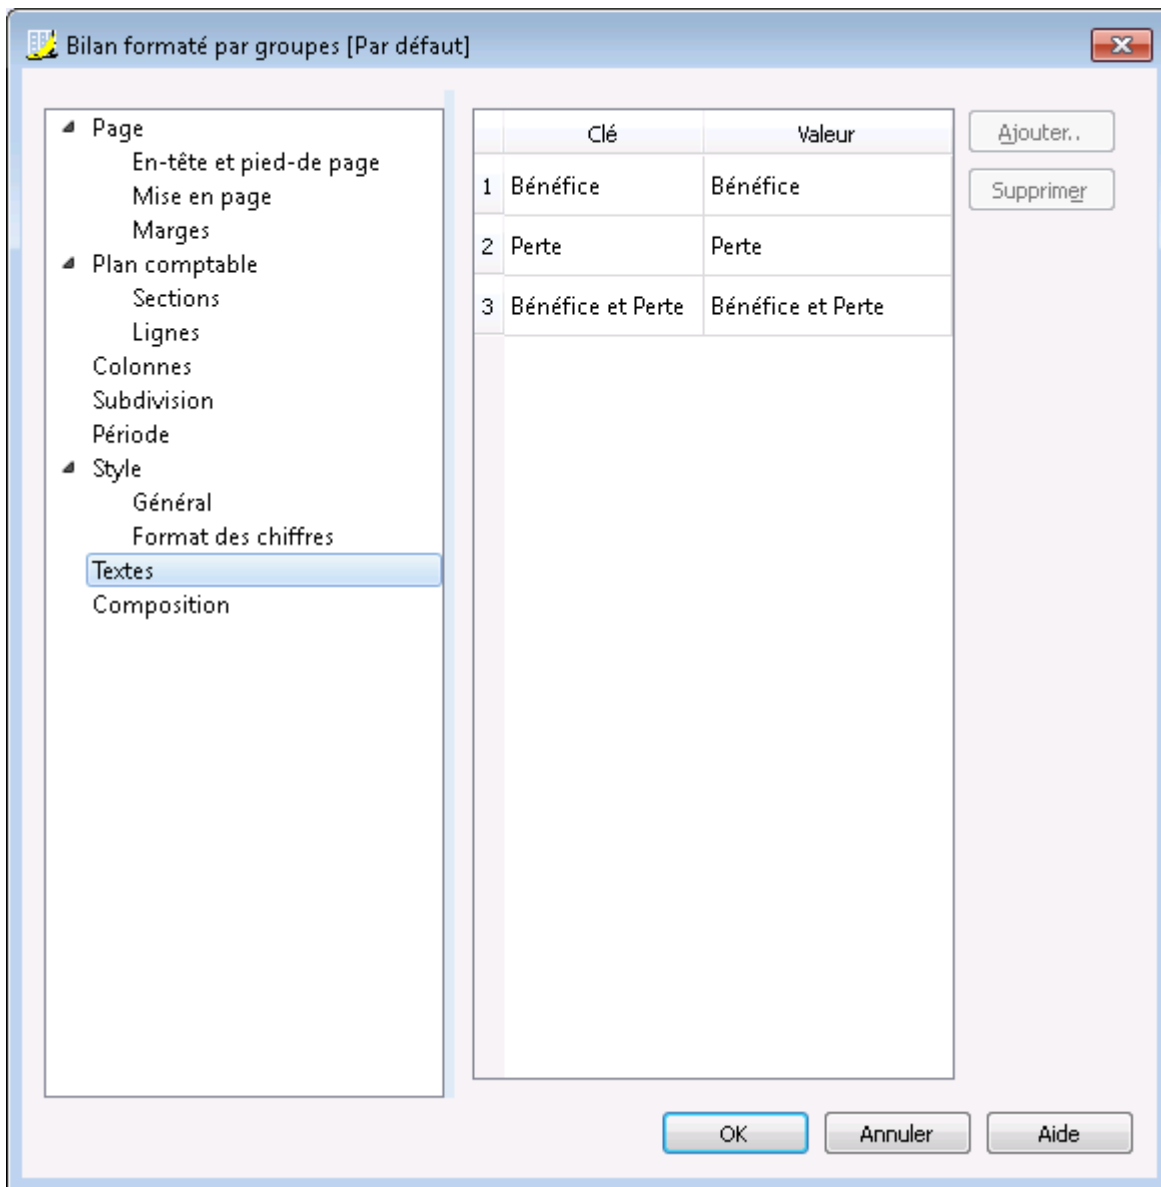 Bilan formaté par groupes [Par défaut]
Page
En-tête et pied-de page
Mise en page
Marges
Plan comptable
Sections
Lignes
Colonnes
Subdivision
Période
Style
Général
Format des chiffres
Textes
Composition
Clé Valeur
1 Bénéfice Bénéfice
2 Perte Perte
3 Bénéfice et Perte Bénéfice et Perte
Ajouter..
Supprimer
OK Annuler Aide